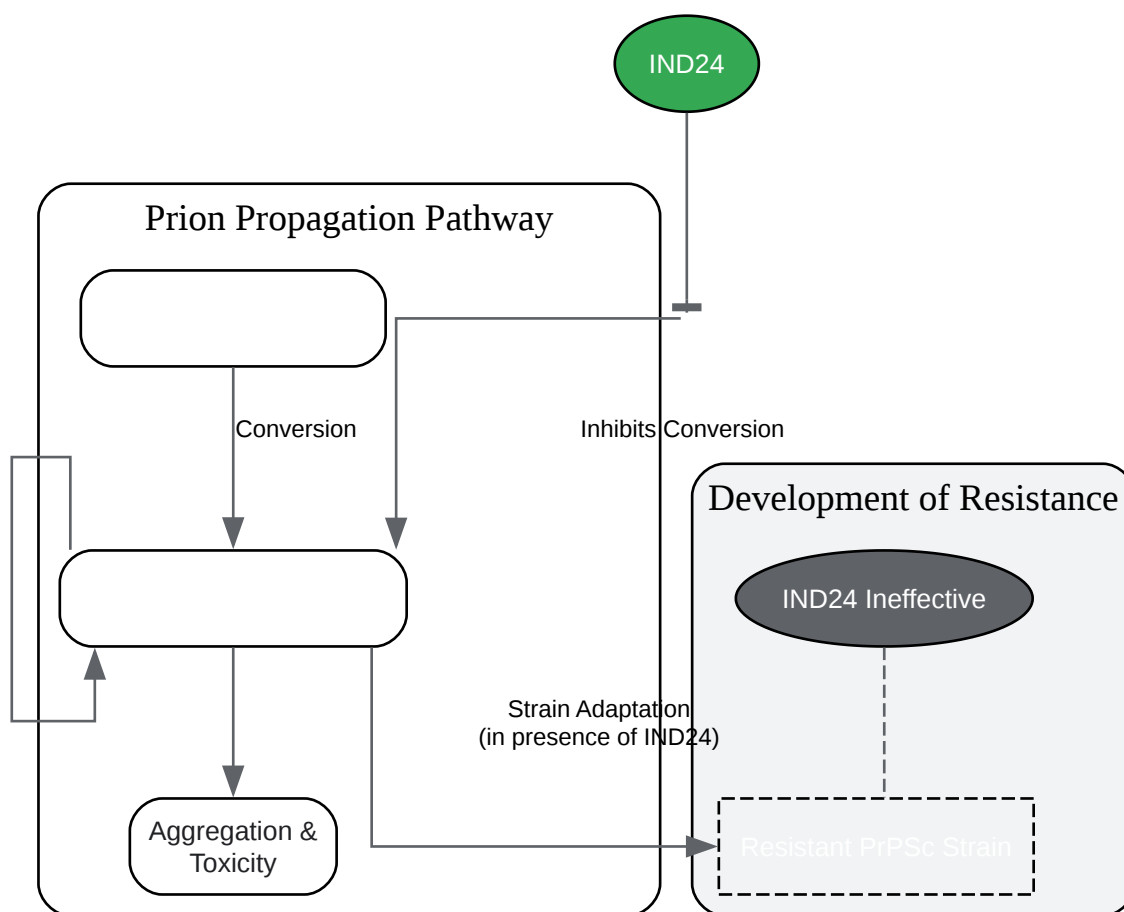 IND24
Prion Propagation Pathway
Conversion
Inhibits Conversion
Development of Resistance
IND24 Ineffective
Strain Adaptation
(in presence of IND24)
Aggregation &
Toxicity
Resistant PrPSc Strain